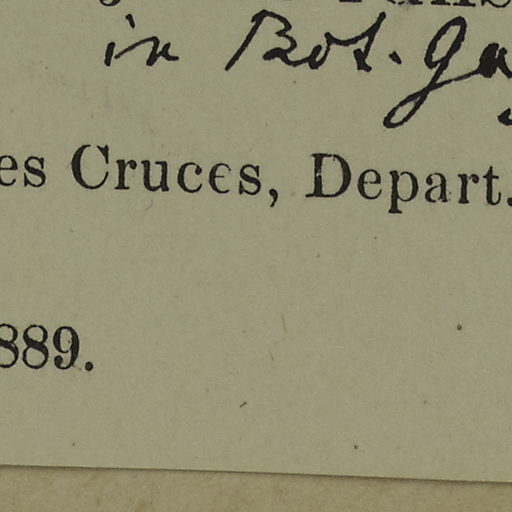 in Bot. Ga
es Cruces, Depart.
889.